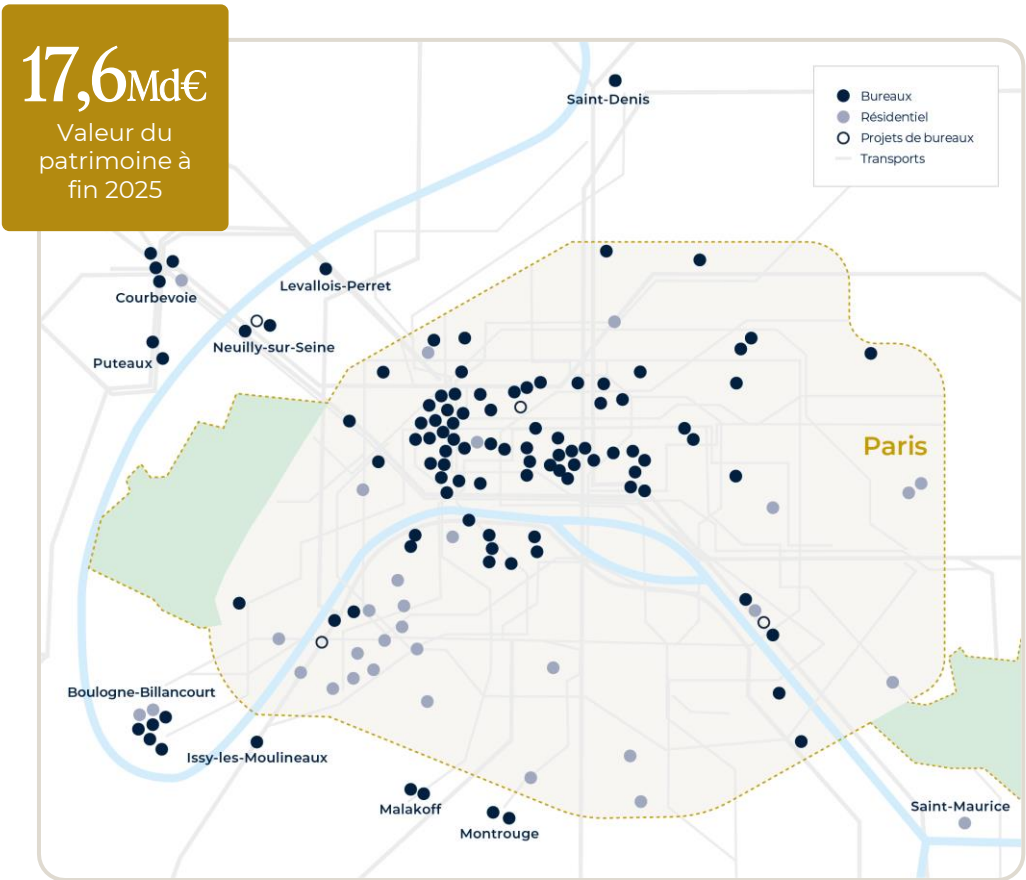 17,6Md€
Valeur du
patrimoine à
fin 2025
Saint-Denis
Bureaux
Résidentiel
Projets de bureaux
Transports
Courbevoie
Levallois-Perret
Neuilly-sur-Seine
Puteaux
Paris
Boulogne-Billancourt
Issy-les-Moulineaux
Malakoff
Montrouge
Saint-Maurice